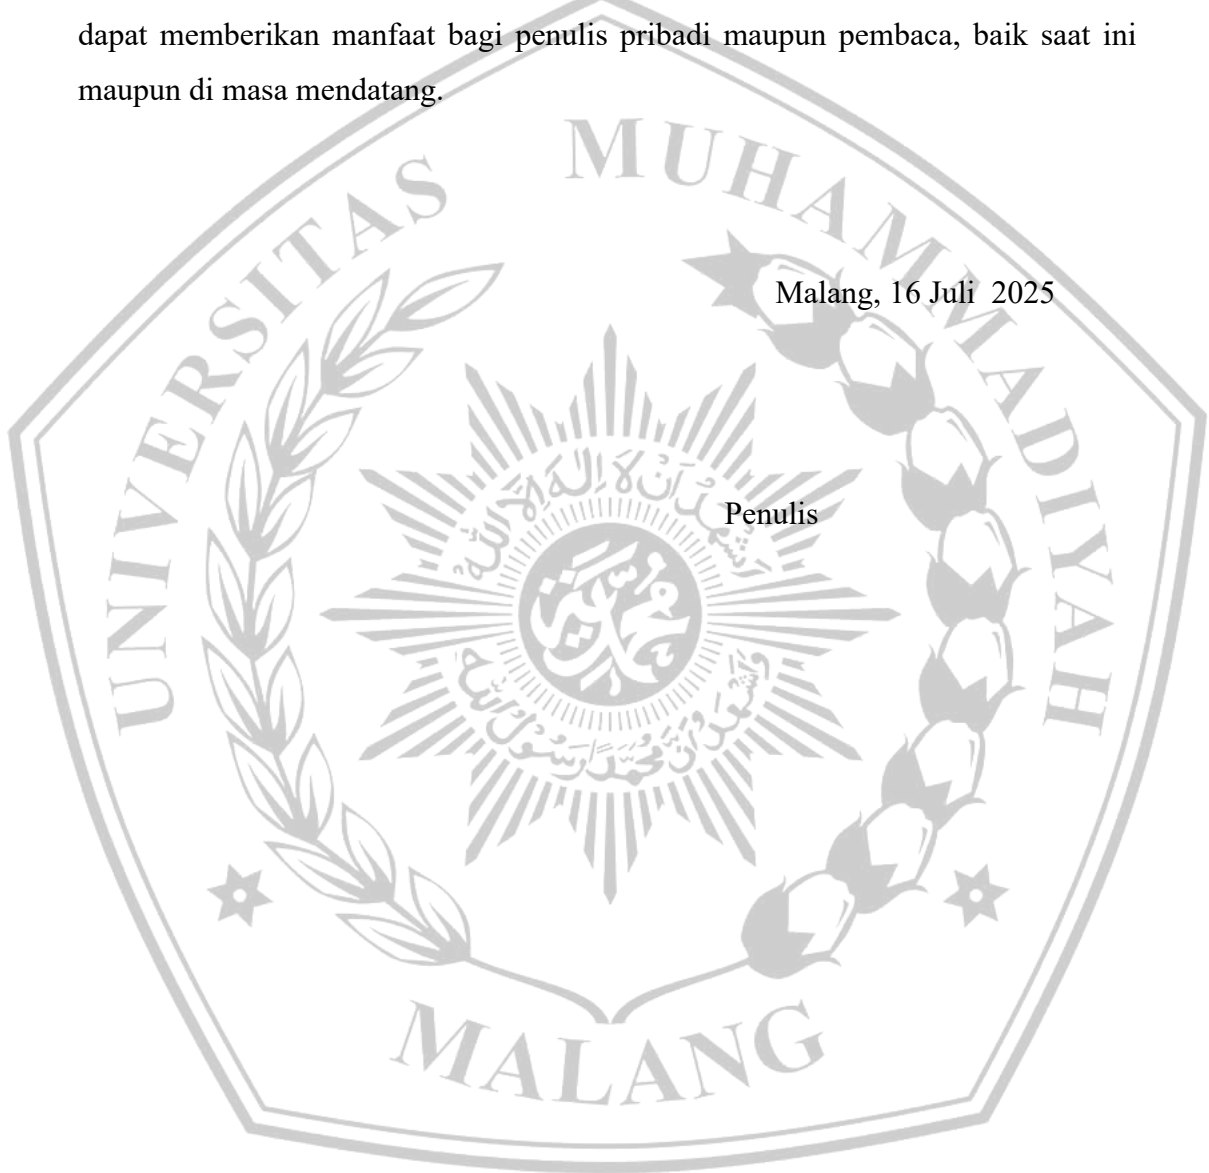 dapat memberikan manfaat bagi penulis pribadi maupun pembaca, baik saat ini
maupun di masa mendatang.
UNIVERSITAS MUHAMMADIYAH
Malang, 16 Juli 2025
Penulis
MALANG